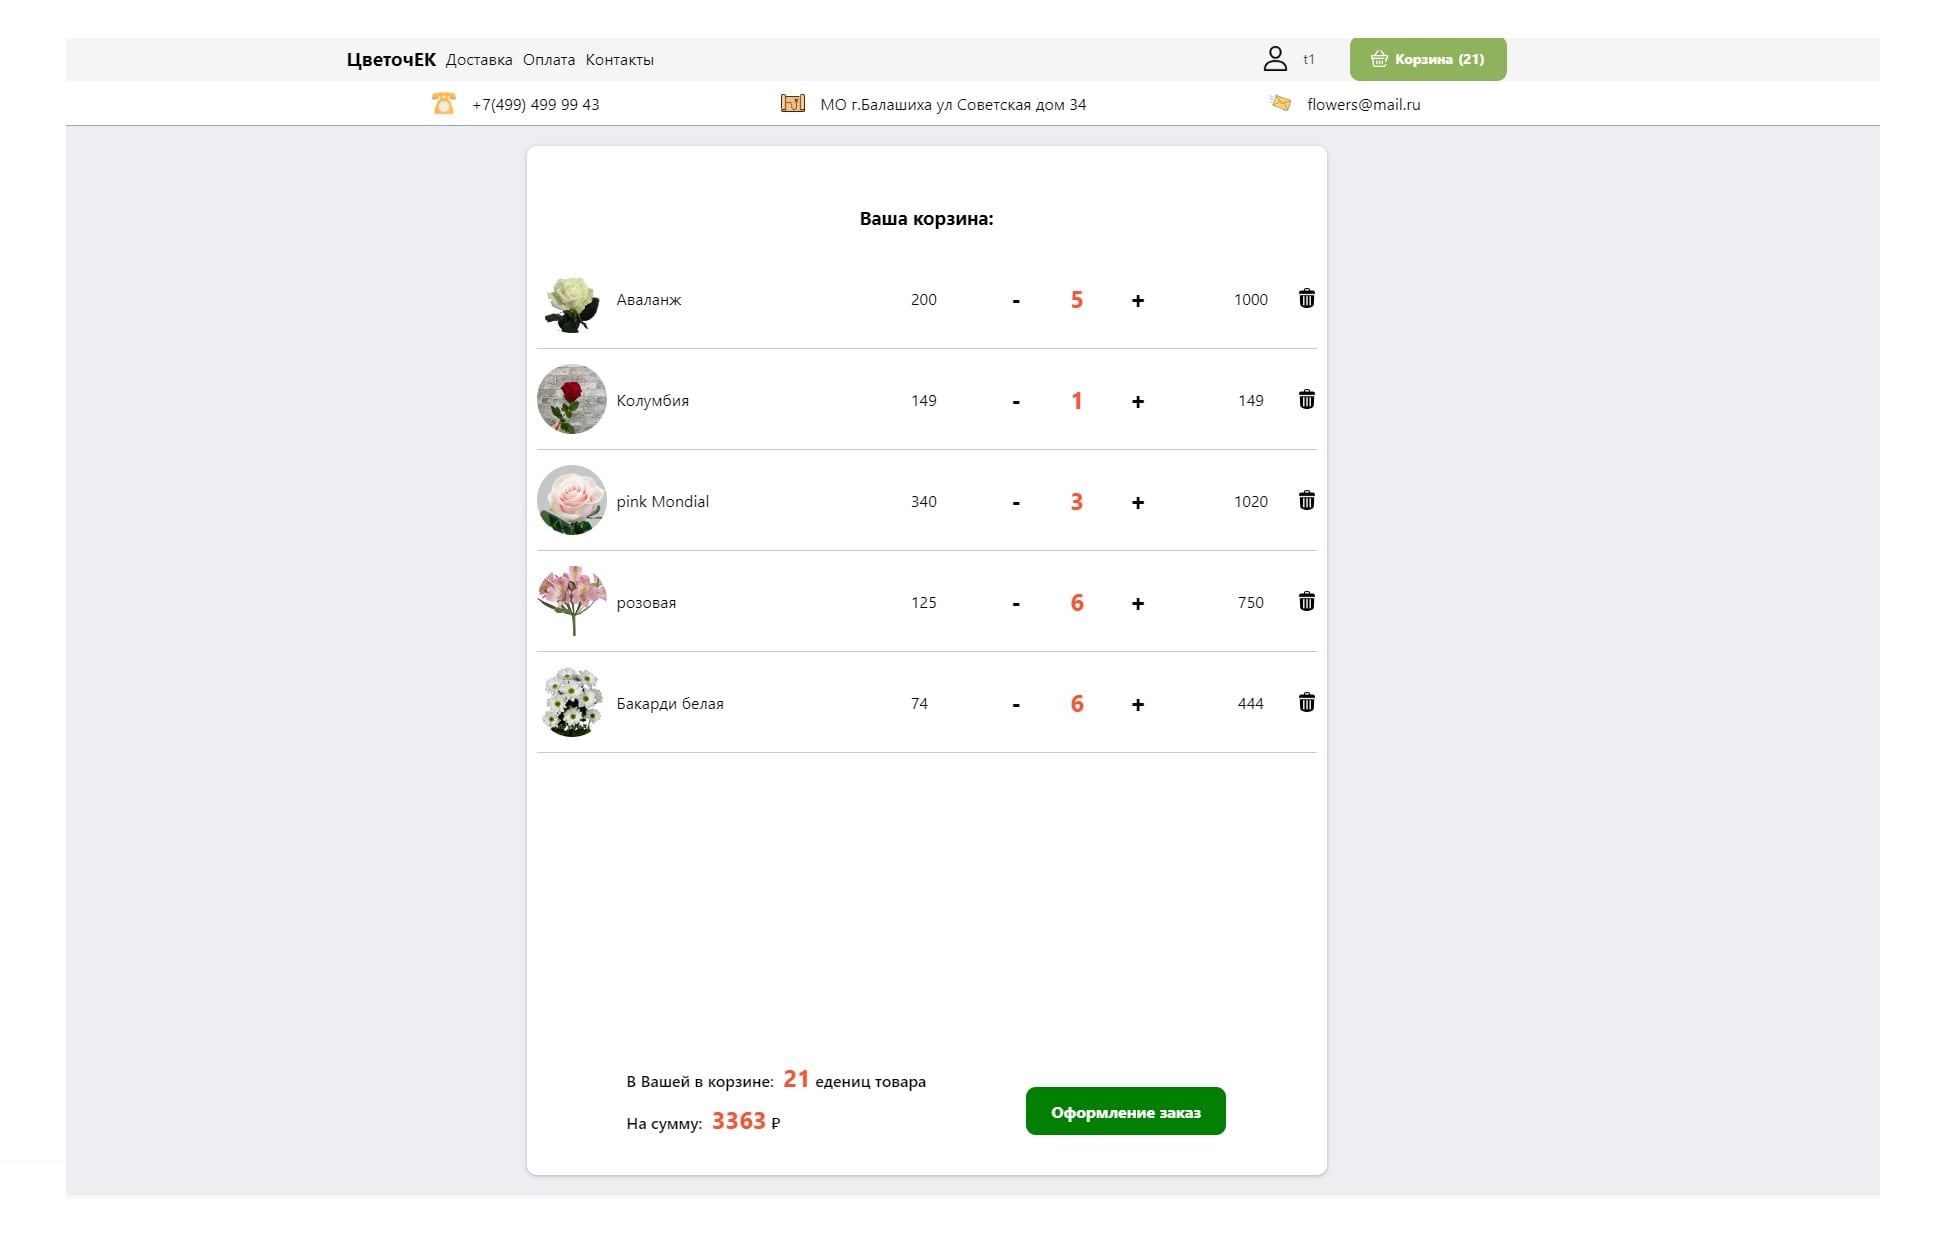 ЦветочЕК Доставка Оплата Контакты t1 Корзина (21)
+7(499) 499 99 43 МО г.Балашиха ул Советская дом 34 flowers@mail.ru
Ваша корзина:
Аваланж 200 - 5 + 1000
Колумбия 149 - 1 + 149
pink Mondial 340 - 3 + 1020
розовая 125 - 6 + 750
Бакарди белая 74 - 6 + 444
В Вашей в корзине: 21 едениц товара
На сумму: 3363 ₽
Оформление заказ